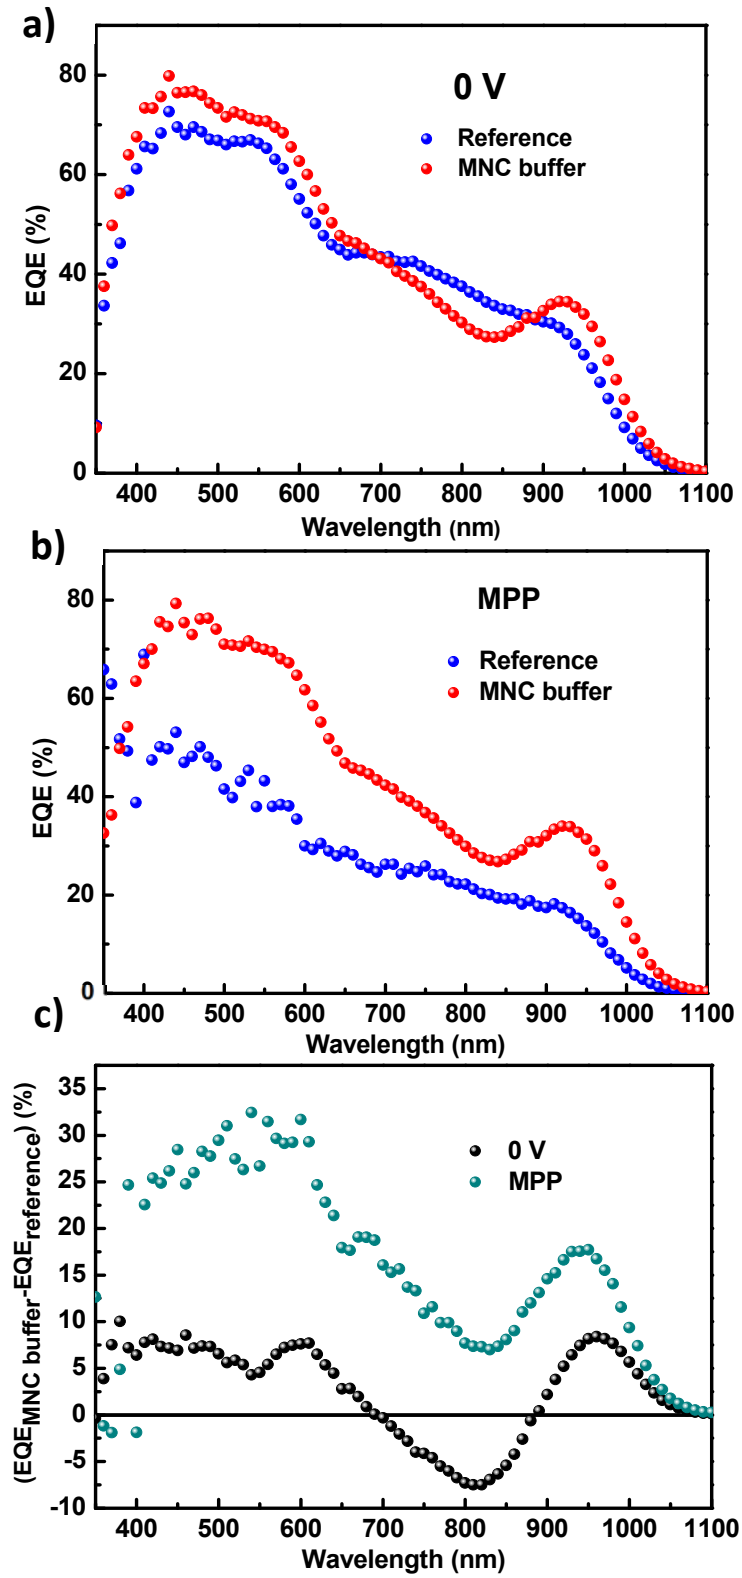 a)
0 V
Reference
MNC buffer
EQE (%)
80
60
40
20
0
400 500 600 700 800 900 1000 1100
Wavelength (nm)
b)
MPP
Reference
MNC buffer
EQE (%)
80
60
40
20
0
400 500 600 700 800 900 1000 1100
Wavelength (nm)
c)
0 V
MPP
(EQEMNC buffer-EQEreference) (%)
35
30
25
20
15
10
5
0
-5
-10
400 500 600 700 800 900 1000 1100
Wavelength (nm)